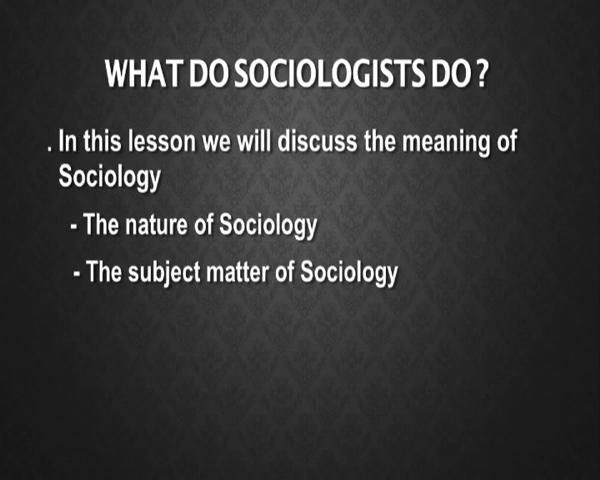 WHAT DO SOCIOLOGISTS DO ?
. In this lesson we will discuss the meaning of
Sociology
- The nature of Sociology
- The subject matter of Sociology